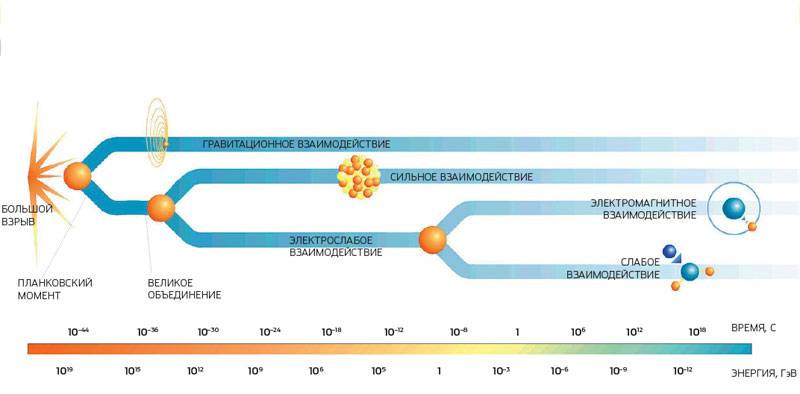 ГРАВИТАЦИОННОЕ ВЗАИМОДЕЙСТВИЕ
СИЛЬНОЕ ВЗАИМОДЕЙСТВИЕ
ЭЛЕКТРОМАГНИТНОЕ
ВЗАИМОДЕЙСТВИЕ
БОЛЬШОЙ
ВЗРЫВ
ЭЛЕКТРОСЛАБОЕ
ВЗАИМОДЕЙСТВИЕ
СЛАБОЕ
ВЗАИМОДЕЙСТВИЕ
ПЛАНКОВСКИЙ
МОМЕНТ
ВЕЛИКОЕ
ОБЪЕДИНЕНИЕ
10⁻⁴⁴ 10⁻³⁶ 10⁻³⁰ 10⁻²⁴ 10⁻¹⁸ 10⁻¹² 10⁻⁸ 1 10⁶ 10¹² 10¹⁸ ВРЕМЯ, С
10¹⁹ 10¹⁵ 10¹² 10⁹ 10⁶ 10⁵ 1 10⁻³ 10⁻⁶ 10⁻⁹ 10⁻¹² ЭНЕРГИЯ, ГэВ